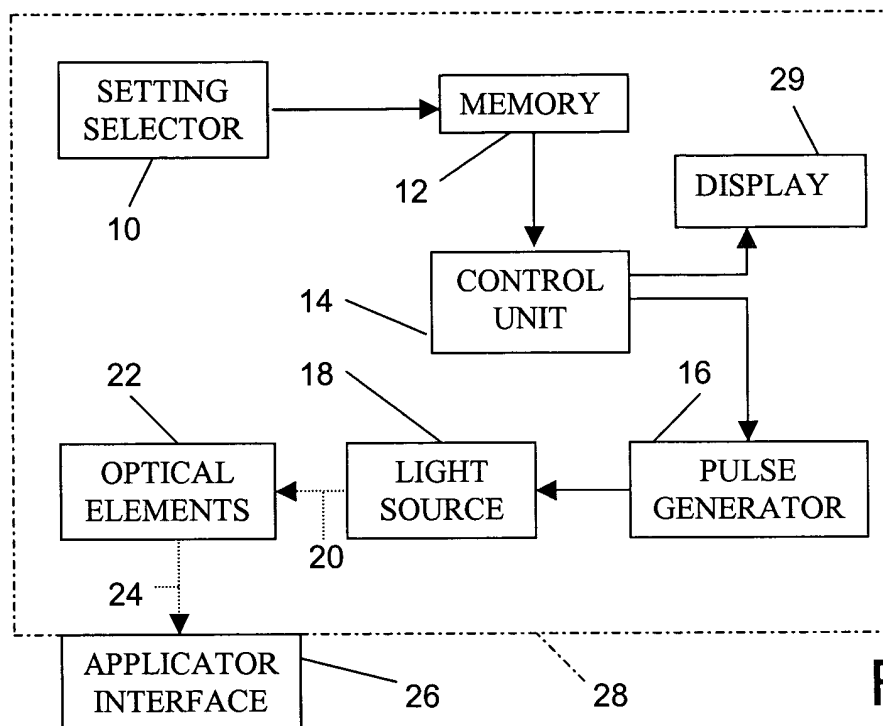 SETTING
SELECTOR
10
MEMORY
12
29
DISPLAY
CONTROL
UNIT
14
22
18
16
OPTICAL
ELEMENTS
LIGHT
SOURCE
PULSE
GENERATOR
20
24
APPLICATOR
INTERFACE
26
28